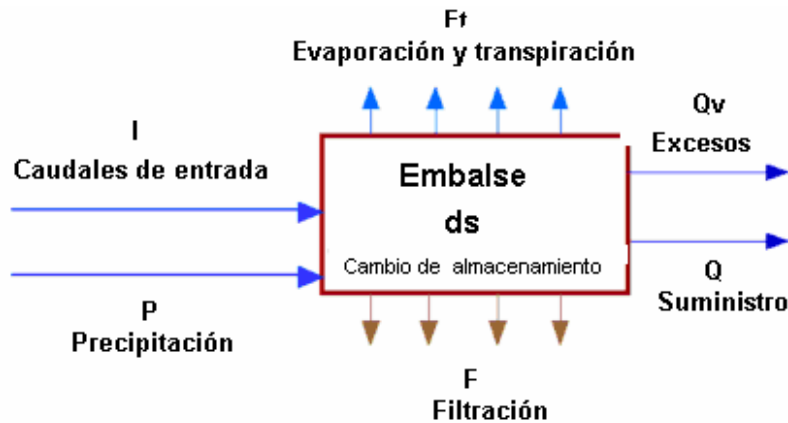 Ft
Evaporación y transpiración
Qv
Excesos
I
Caudales de entrada
Embalse
ds
Cambio de almacenamiento
Q
Suministro
P
Precipitación
F
Filtración